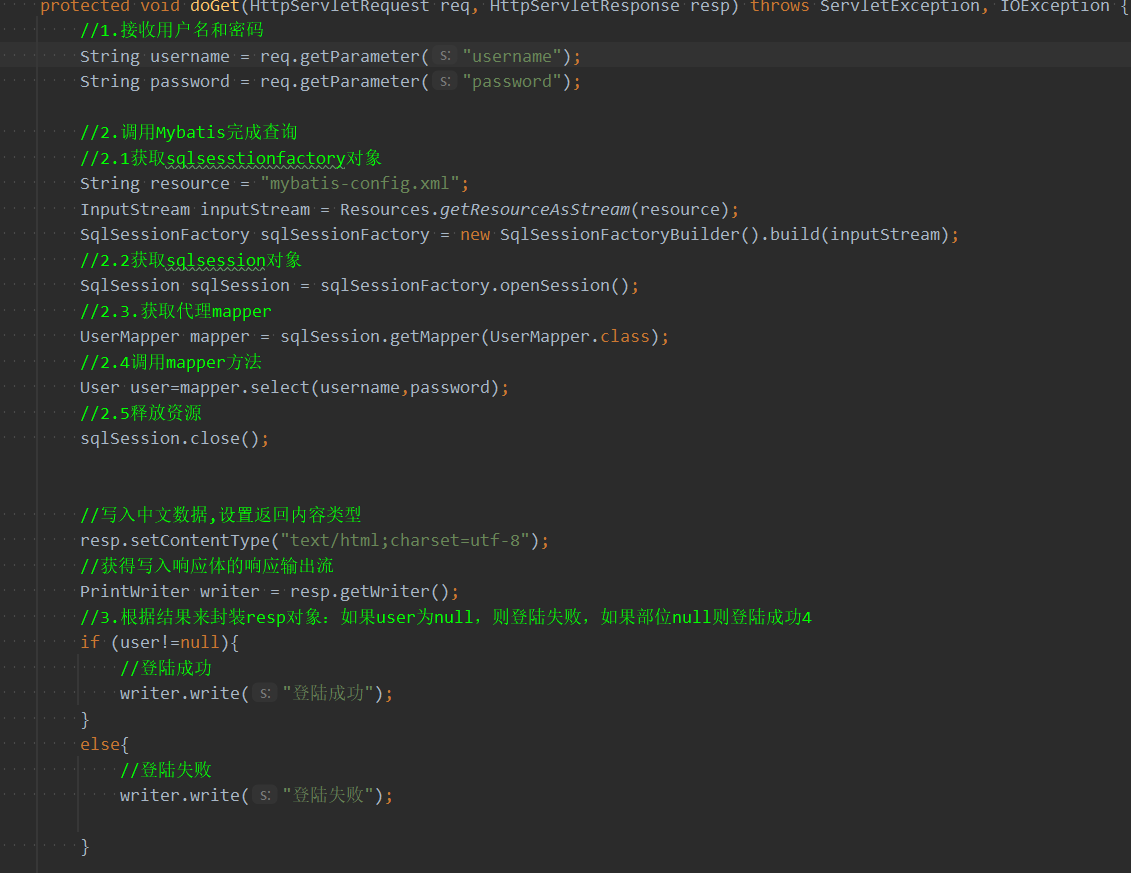 protected void doGet(HttpServletRequest req, HttpServletResponse resp) throws ServletException, IOException {
//1.接收用户名和密码
String username = req.getParameter( s: "username");
String password = req.getParameter( s: "password");
//2.调用Mybatis完成查询
//2.1获取sqlsesstionfactory对象
String resource = "mybatis-config.xml";
InputStream inputStream = Resources.getResourceAsStream(resource);
SqlSessionFactory sqlSessionFactory = new SqlSessionFactoryBuilder().build(inputStream);
//2.2获取sqlsession对象
SqlSession sqlSession = sqlSessionFactory.openSession();
//2.3.获取代理mapper
UserMapper mapper = sqlSession.getMapper(UserMapper.class);
//2.4调用mapper方法
User user=mapper.select(username,password);
//2.5释放资源
sqlSession.close();
//写入中文数据,设置返回内容类型
resp.setContentType("text/html;charset=utf-8");
//获得写入响应体的响应输出流
PrintWriter writer = resp.getWriter();
//3.根据结果来封装resp对象：如果user为null，则登陆失败，如果部位null则登陆成功4
if (user!=null){
//登陆成功
writer.write( s: "登陆成功");
}
else{
//登陆失败
writer.write( s: "登陆失败");
}